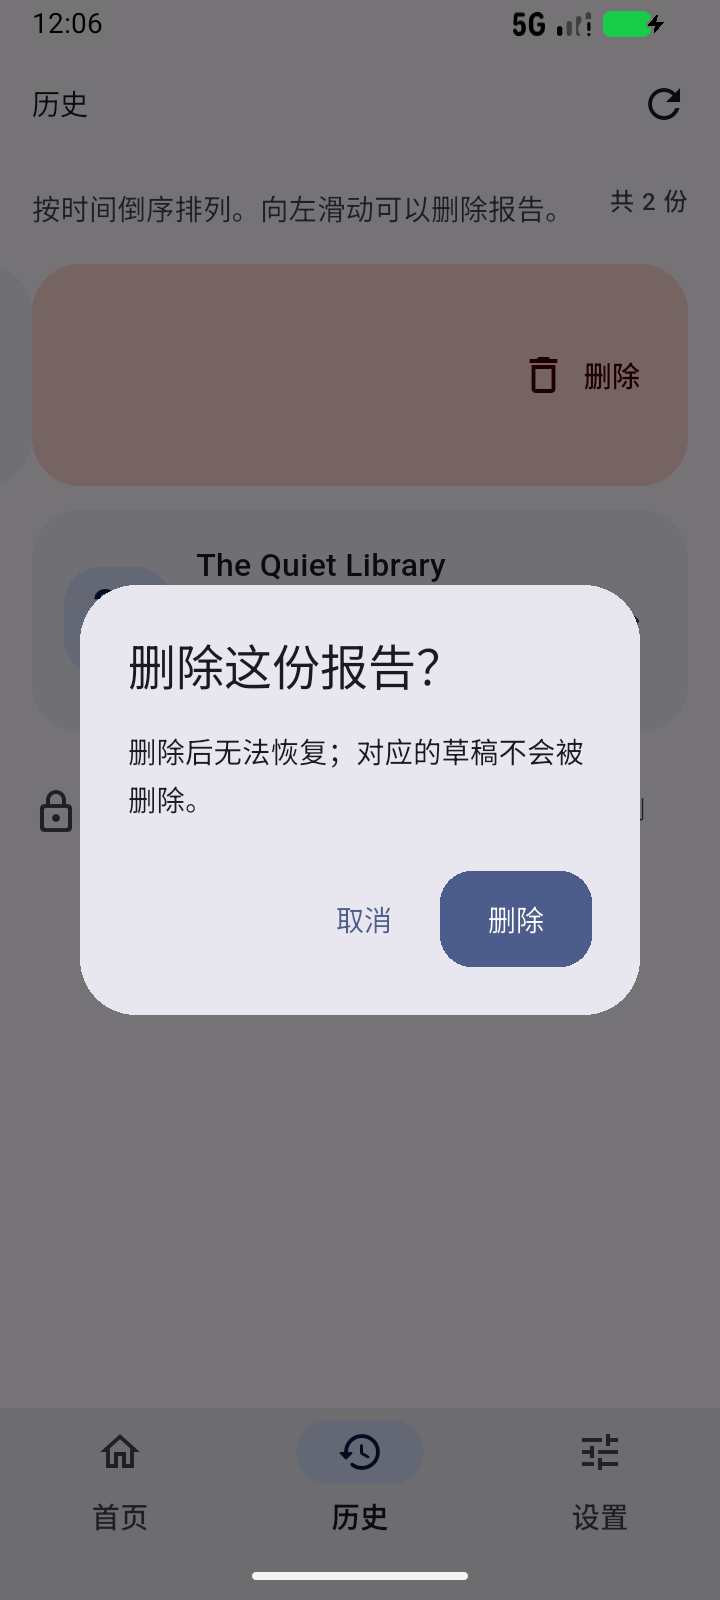 12:06
5G
历史
按时间倒序排列。向左滑动可以删除报告。
共 2 份
删除
The Quiet Library
删除这份报告？
删除后无法恢复；对应的草稿不会被
删除。
取消
删除
首页
历史
设置